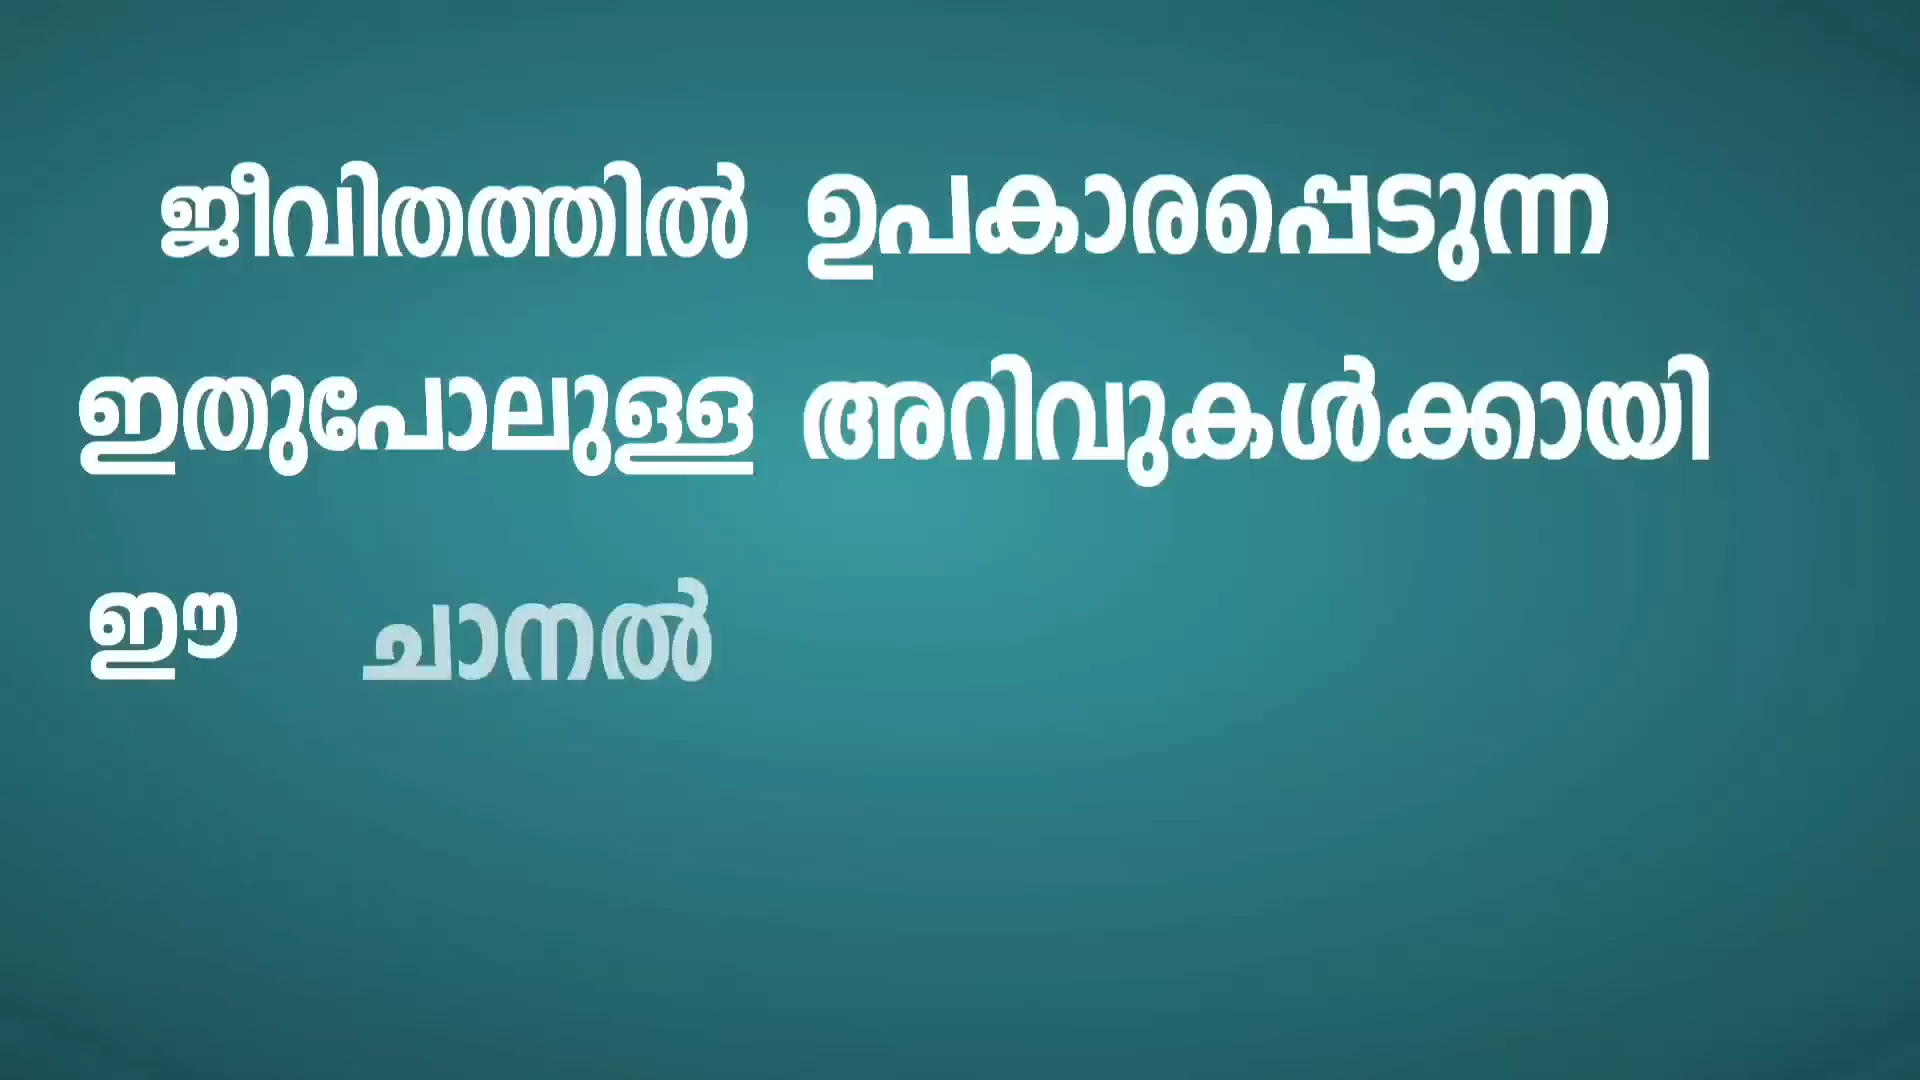 ജീവിതത്തിൽ ഉപകാരപ്പെടുന്ന
ഇതുപോലുള്ള അറിവുകൾക്കായി
ഈ ചാനൽ